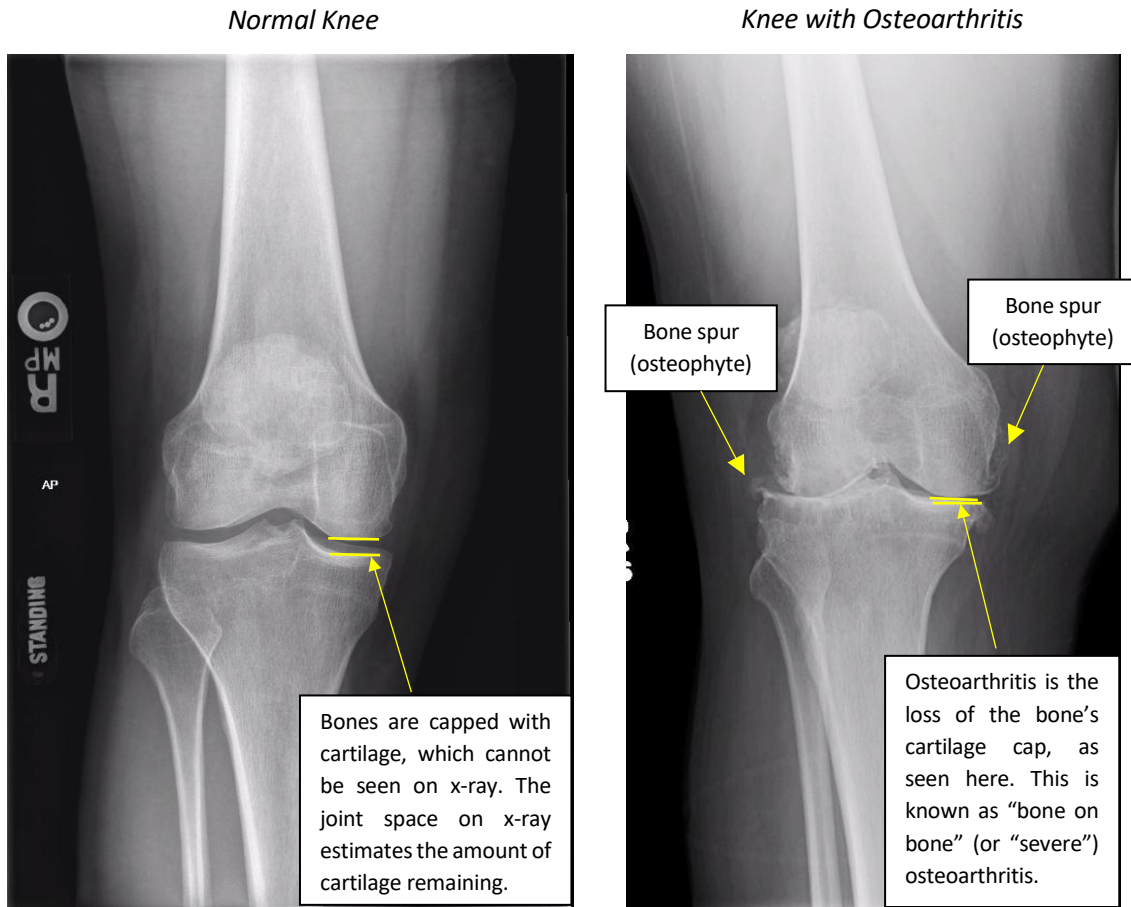 Normal Knee
Knee with Osteoarthritis
R
MP
AP
STANDING
Bones are capped with
cartilage, which cannot
be seen on x-ray. The
joint space on x-ray
estimates the amount of
cartilage remaining.
Bone spur
(osteophyte)
Bone spur
(osteophyte)
Osteoarthritis is the
loss of the bone’s
cartilage cap, as
seen here. This is
known as “bone on
bone” (or “severe”)
osteoarthritis.